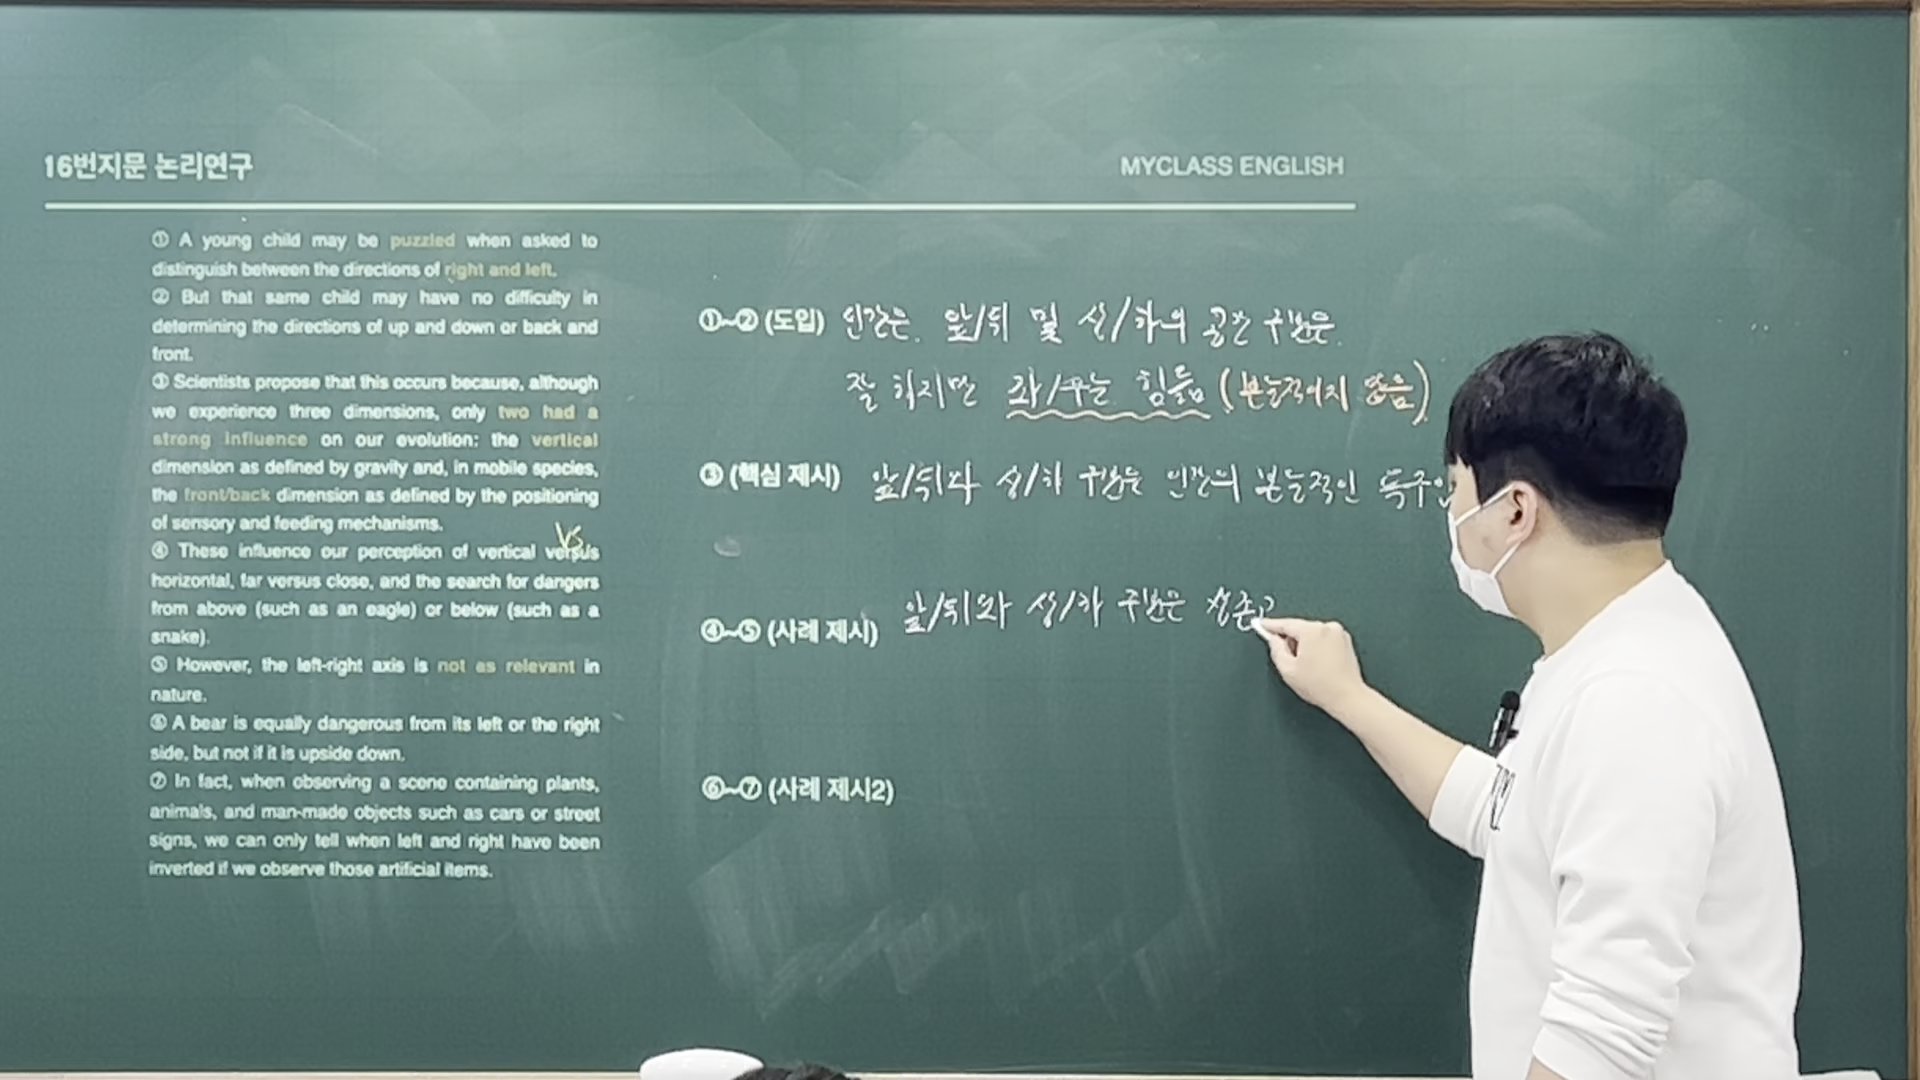 16번지문 논리연구
MYCLASS ENGLISH
① A young child may be puzzled when asked to
distinguish between the directions of right and left.
② But that same child may have no difficulty in
determining the directions of up and down or back and
front.
③ Scientists propose that this occurs because, although
we experience three dimensions, only two had a
strong influence on our evolution: the vertical
dimension as defined by gravity and, in mobile species,
the front/back dimension as defined by the positioning
of sensory and feeding mechanisms.
VS
④ These influence our perception of vertical versus
horizontal, far versus close, and the search for dangers
from above (such as an eagle) or below (such as a
snake).
⑤ However, the left-right axis is not as relevant in
nature.
⑥ A bear is equally dangerous from its left or the right
side, but not if it is upside down.
⑦ In fact, when observing a scene containing plants,
animals, and man-made objects such as cars or street
signs, we can only tell when left and right have been
inverted if we observe those artificial items.
①~② (도입) 인간은 앞/뒤 및 상/하의 공간 구분은
잘 하지만 좌/우는 힘듦 (본능적이지 않음)
③ (핵심 제시) 앞/뒤와 상/하 구분은 인간의 본능적인
④~⑤ (사례 제시) 앞/뒤와 상/하 구분은 생존
⑥~⑦ (사례 제시2)